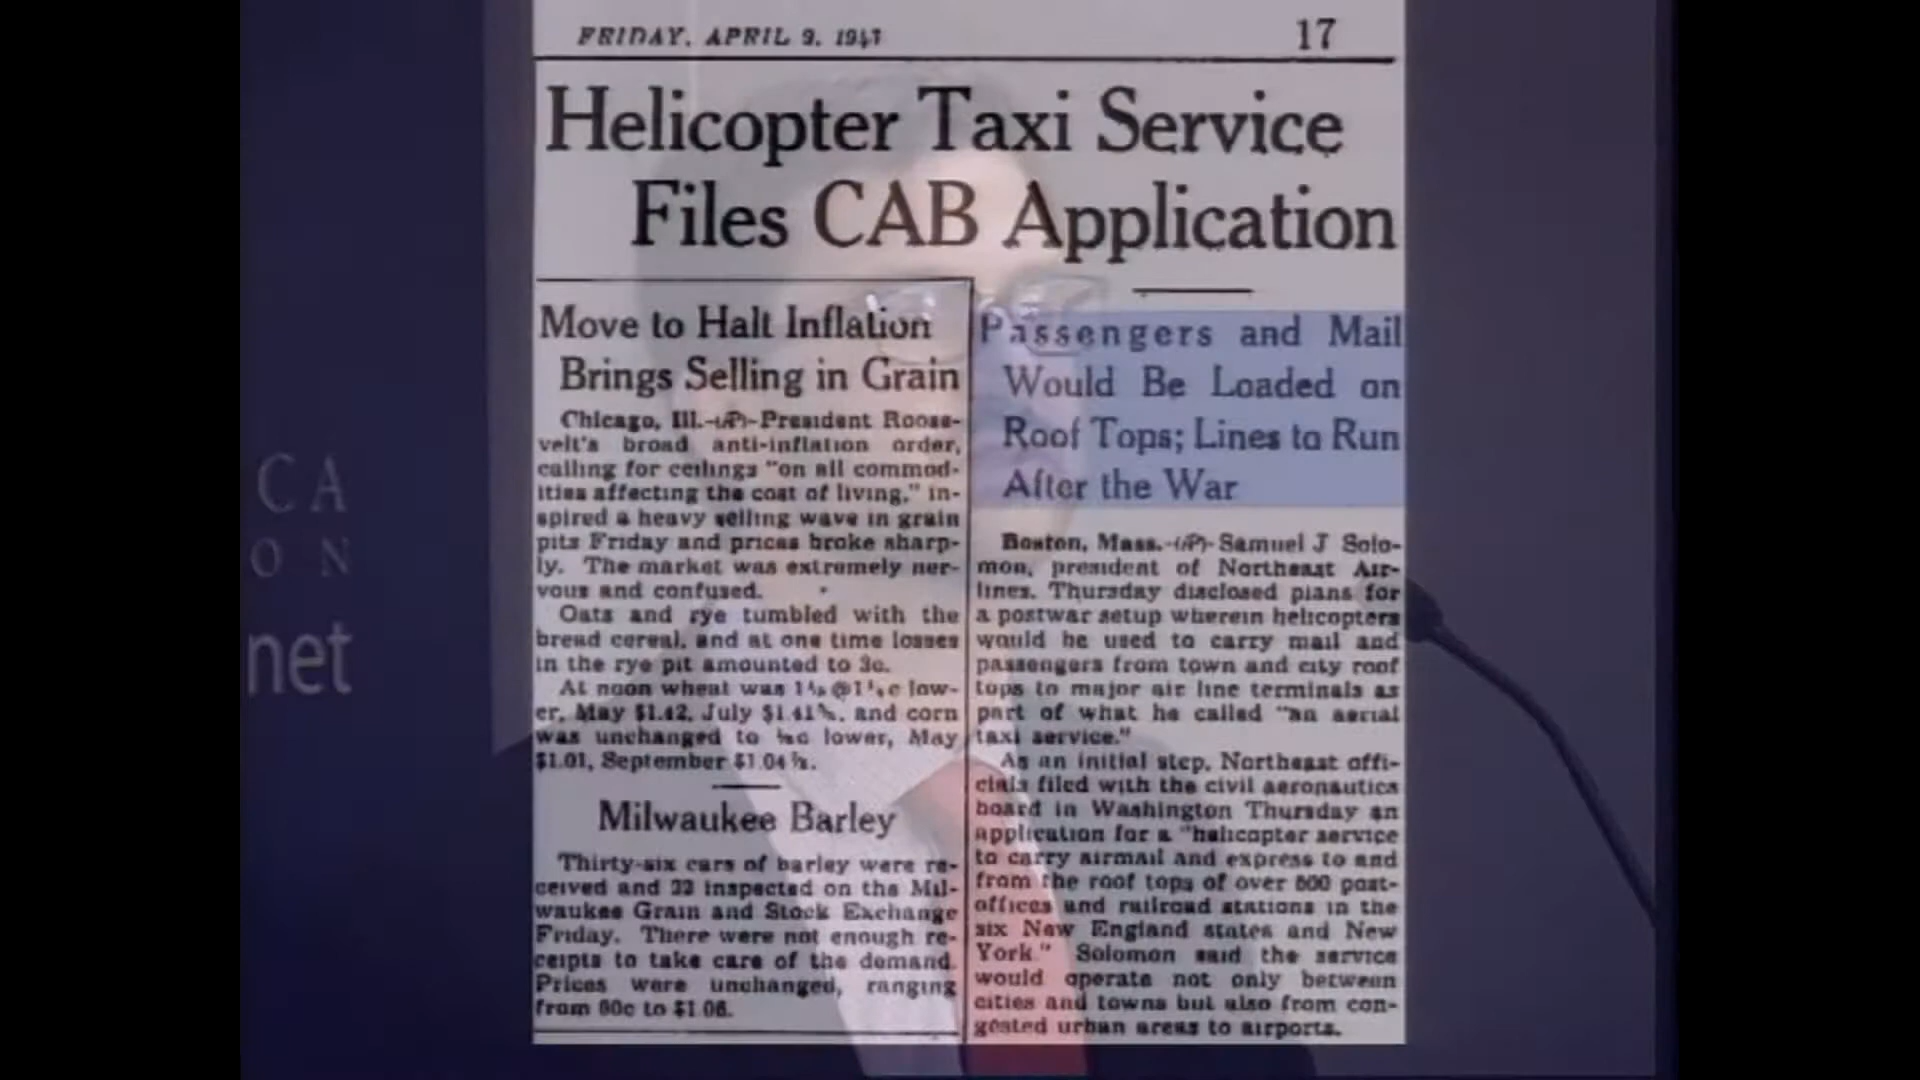 FRIDAY, APRIL 9, 1943
17
Helicopter Taxi Service
Files CAB Application
Move to Halt Inflation
Brings Selling in Grain
Chicago, Ill.-(AP)-President Roose-
velt's broad anti-inflation order,
calling for ceilings "on all commod-
ities affecting the cost of living," in-
spired a heavy selling wave in grain
pits Friday and prices broke sharp-
ly. The market was extremely ner-
vous and confused.
Oats and rye tumbled with the
bread cereal, and at one time losses
in the rye pit amounted to 3c.
At noon wheat was low-
er, May $1.42, July and corn
was unchanged to lower, May
$1.01, September
Milwaukee Barley
Thirty-six cars of barley were re-
ceived and 33 inspected on the Mil-
waukee Grain and Stock Exchange
Friday. There were not enough re-
ceipts to take care of the demand.
Prices were unchanged, ranging
from to $1.06.
Passengers and Mail
Would Be Loaded on
Roof Tops; Lines to Run
After the War
Boston, Mass.-(AP)-Samuel J Solo-
mon, president of Northeast Air-
lines, Thursday disclosed plans for
a postwar setup wherein helicopters
would be used to carry mail and
passengers from town and city roof
tops to major air line terminals as
part of what he called "an aerial
taxi service."
As an initial step, Northeast offi-
cials filed with the civil aeronautics
board in Washington Thursday an
application for a "helicopter service
to carry airmail and express to and
from the roof tops of over post-
offices and railroad stations in the
six New England states and New
York." Solomon said the service
would operate not only between
cities and towns but also from con-
gested urban areas to airports.
CA
ON
net